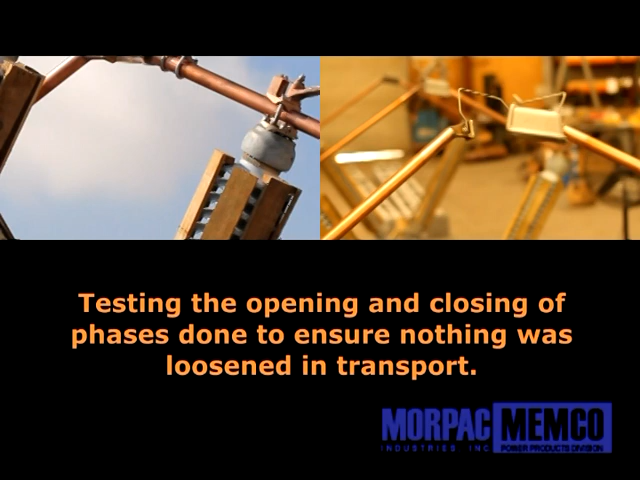 Testing the opening and closing of
phases done to ensure nothing was
loosened in transport.
MORPAC MEMCO
INDUSTRIES INC POWER PRODUCTS DIVISION